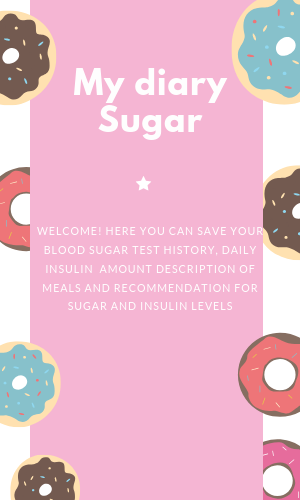 My diary
Sugar
WELCOME! HERE YOU CAN SAVE YOUR
BLOOD SUGAR TEST HISTORY, DAILY
INSULIN AMOUNT DESCRIPTION OF
MEALS AND RECOMMENDATION FOR
SUGAR AND INSULIN LEVELS